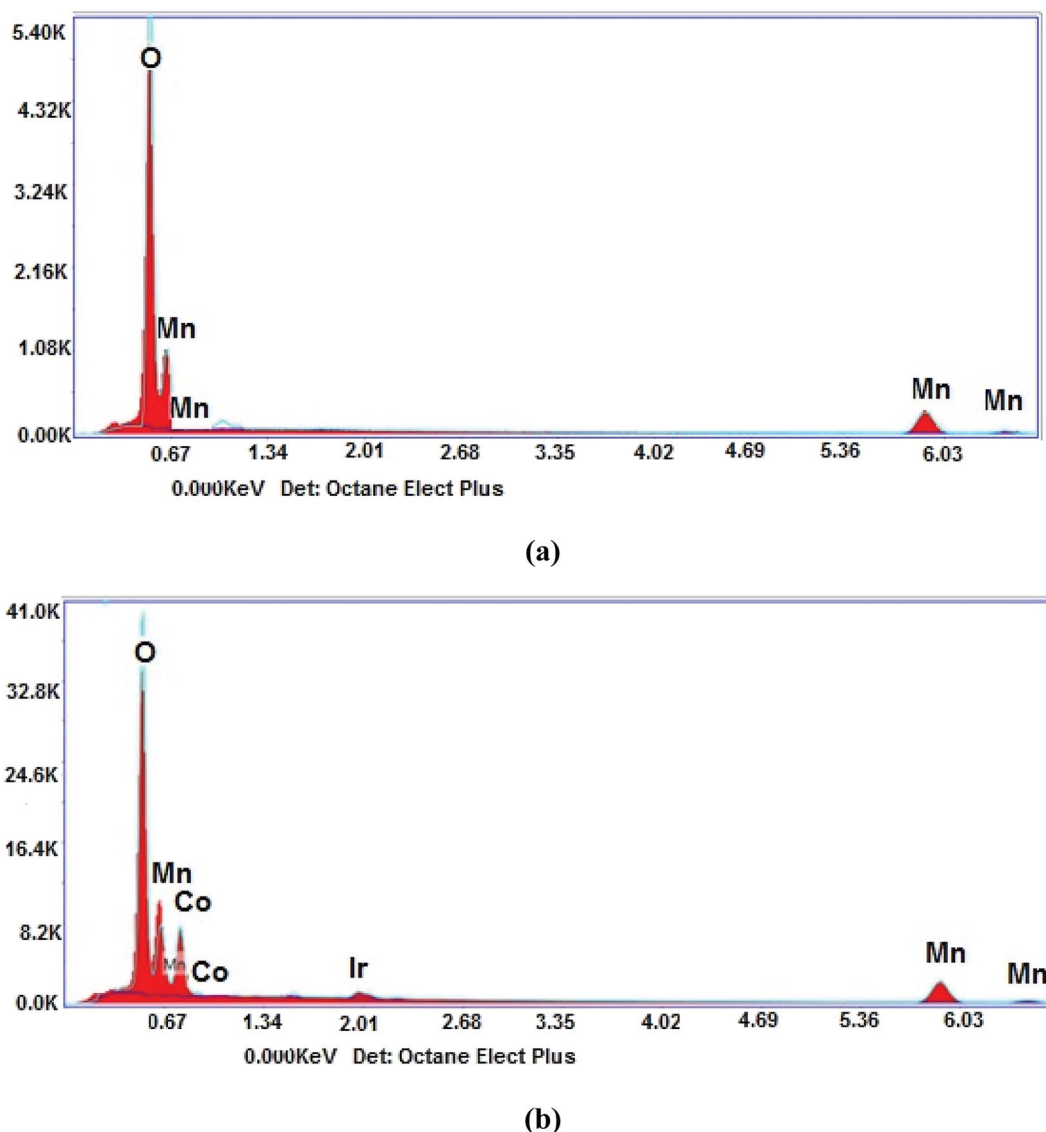 5.40K
O
4.32K
3.24K
2.16K
Mn
1.08K
Mn
Mn
Mn
0.00K
0.67 1.34 2.01 2.68 3.35 4.02 4.69 5.36 6.03
0.000KeV Det: Octane Elect Plus
(a)
41.0K
O
32.8K
24.6K
16.4K
Mn
Co
8.2K
Mn
Co
Ir
Mn
Mn
0.0K
0.67 1.34 2.01 2.68 3.35 4.02 4.69 5.36 6.03
0.000KeV Det: Octane Elect Plus
(b)